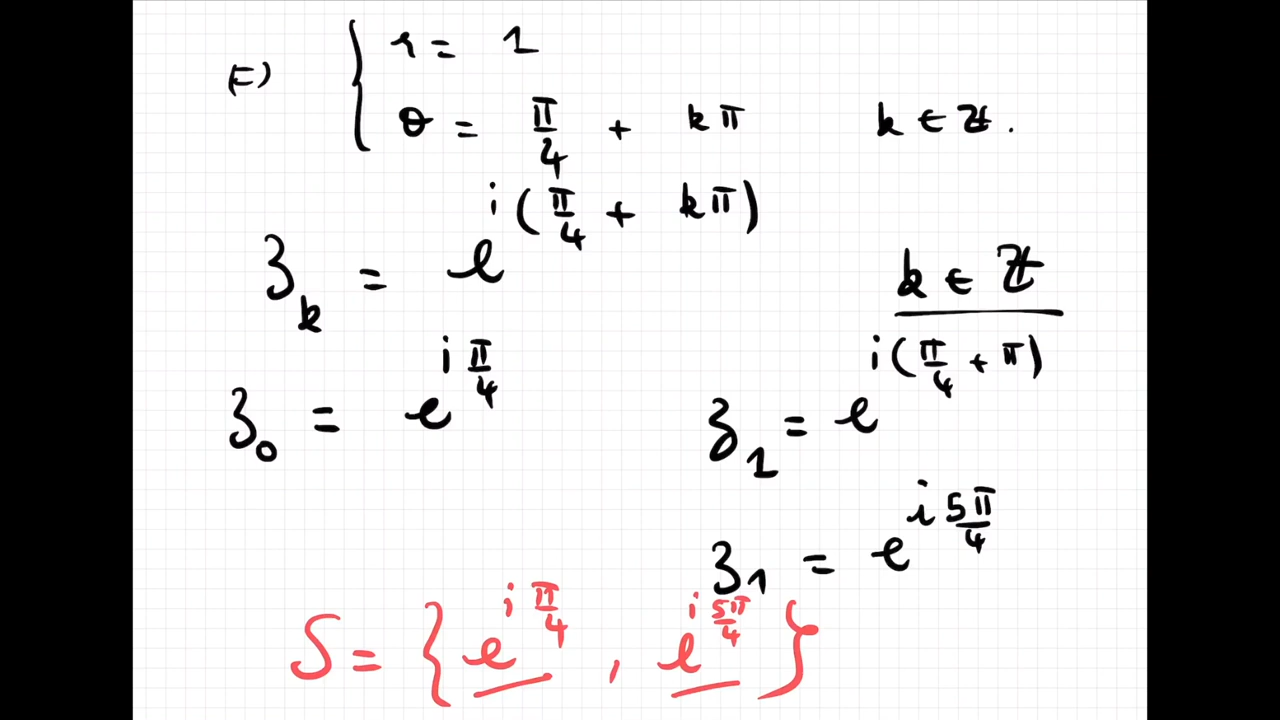 (E) { r = 1
θ = π/4 + kπ k ∈ ℤ.
z_k = e^{i(π/4 + kπ)} k ∈ ℤ
z_0 = e^{iπ/4} z_1 = e^{i(π/4 + π)}
z_1 = e^{i5π/4}
S = { e^{iπ/4} , e^{i5π/4} }